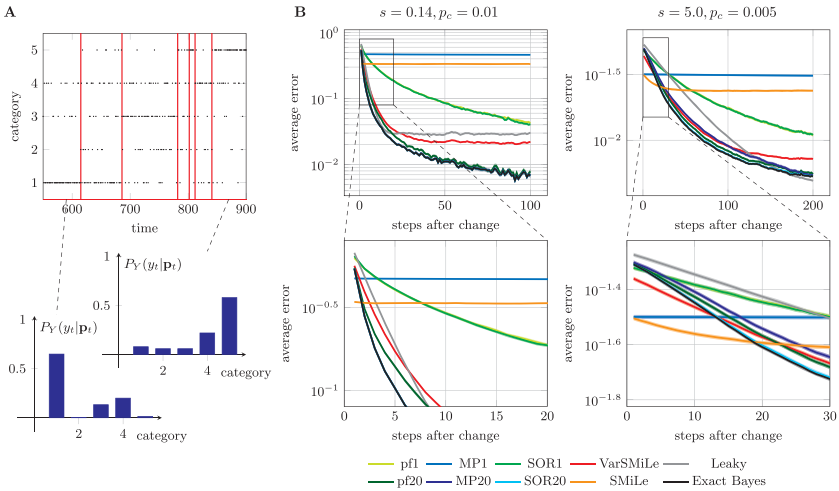 A
B
s = 0.14, p_c = 0.01
s = 5.0, p_c = 0.005
category
5
4
3
2
1
600
700
800
900
time
average error
10^0
10^−1
10^−2
0
50
100
steps after change
average error
10^−1.5
10^−2
0
100
200
steps after change
P_Y(y_t|p_t)
1
0.5
2
4
category
P_Y(y_t|p_t)
1
0.5
2
4
category
average error
10^−0.5
10^−1
0
5
10
15
20
steps after change
average error
10^−1.4
10^−1.6
10^−1.8
0
10
20
30
steps after change
pf1 MP1 SOR1 VarSMiLe Leaky
pf20 MP20 SOR20 SMiLe Exact Bayes